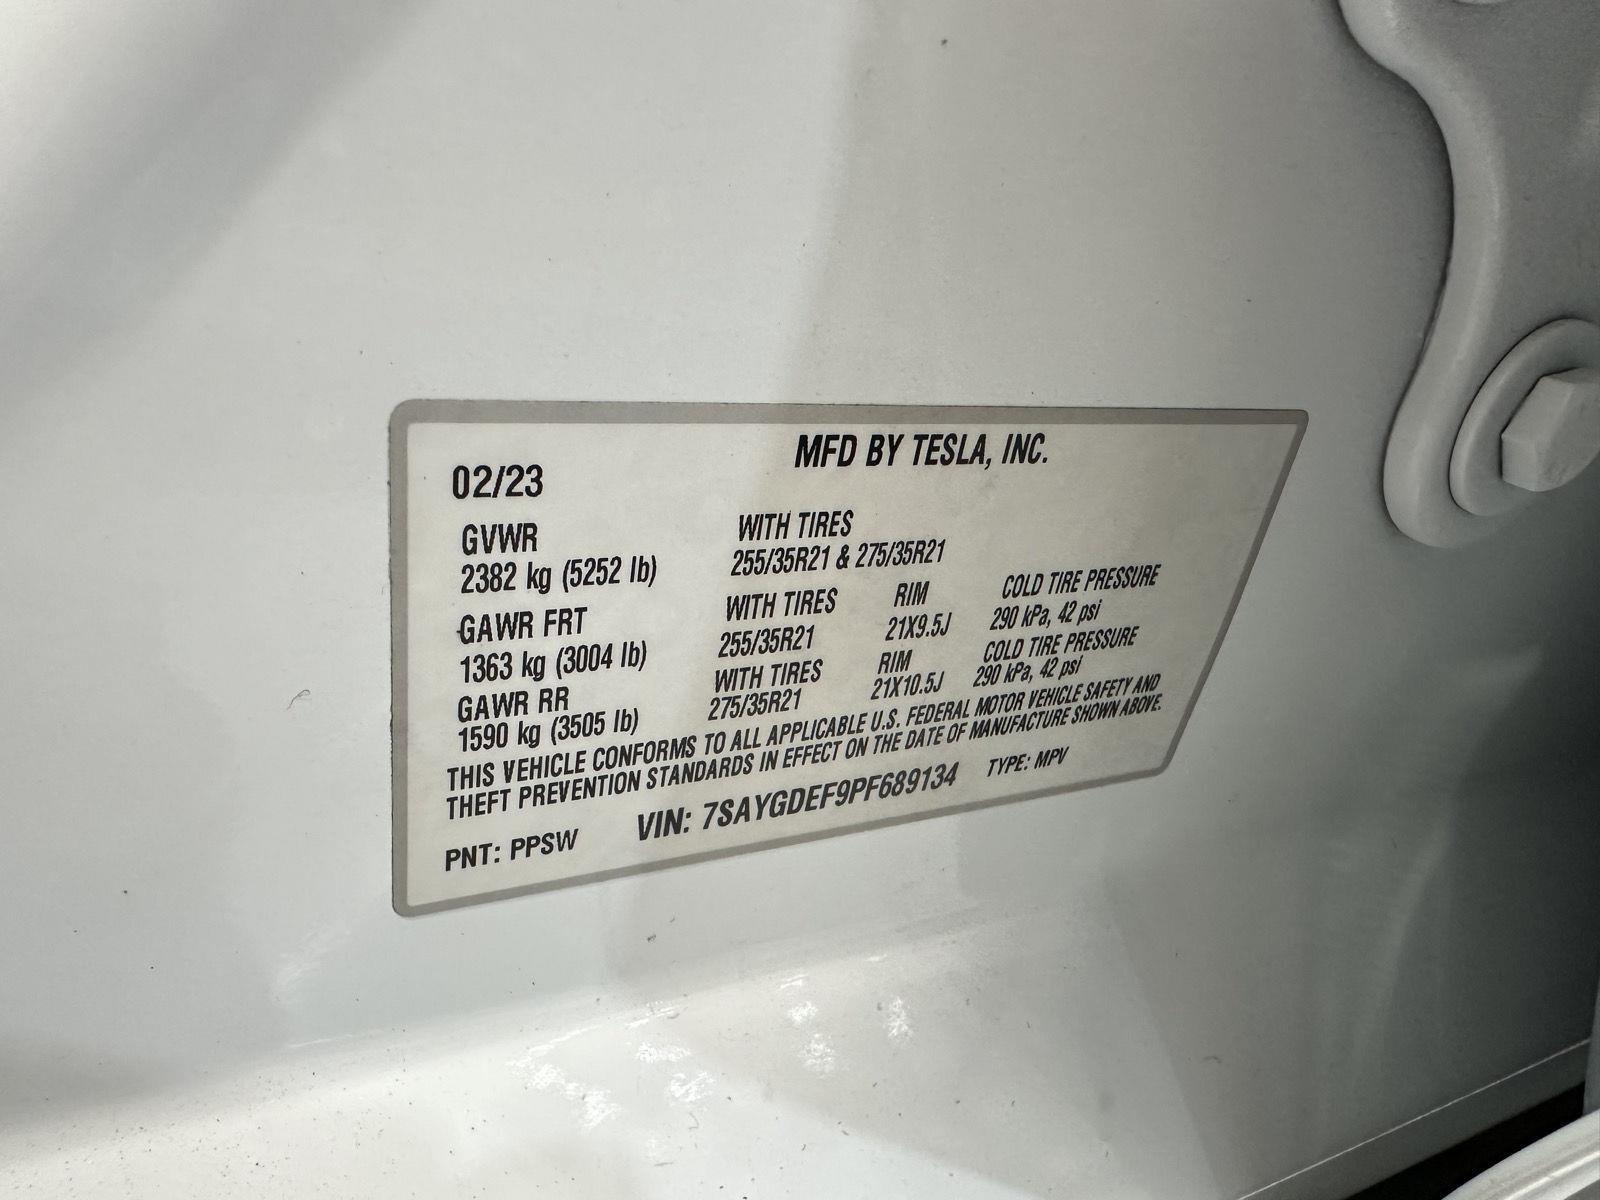 MFD BY TESLA, INC.
02/23
GVWR WITH TIRES
2382 kg (5252 lb) 255/35R21 & 275/35R21
GAWR FRT WITH TIRES RIM COLD TIRE PRESSURE
1363 kg (3004 lb) 255/35R21 21X9.5J 290 kPa, 42 psi
GAWR RR WITH TIRES RIM COLD TIRE PRESSURE
1590 kg (3505 lb) 275/35R21 21X10.5J 290 kPa, 42 psi
THIS VEHICLE CONFORMS TO ALL APPLICABLE U.S. FEDERAL MOTOR VEHICLE SAFETY AND
THEFT PREVENTION STANDARDS IN EFFECT ON THE DATE OF MANUFACTURE SHOWN ABOVE.
PNT: PPSW VIN: 7SAYGDEF9PF689134 TYPE: MPV